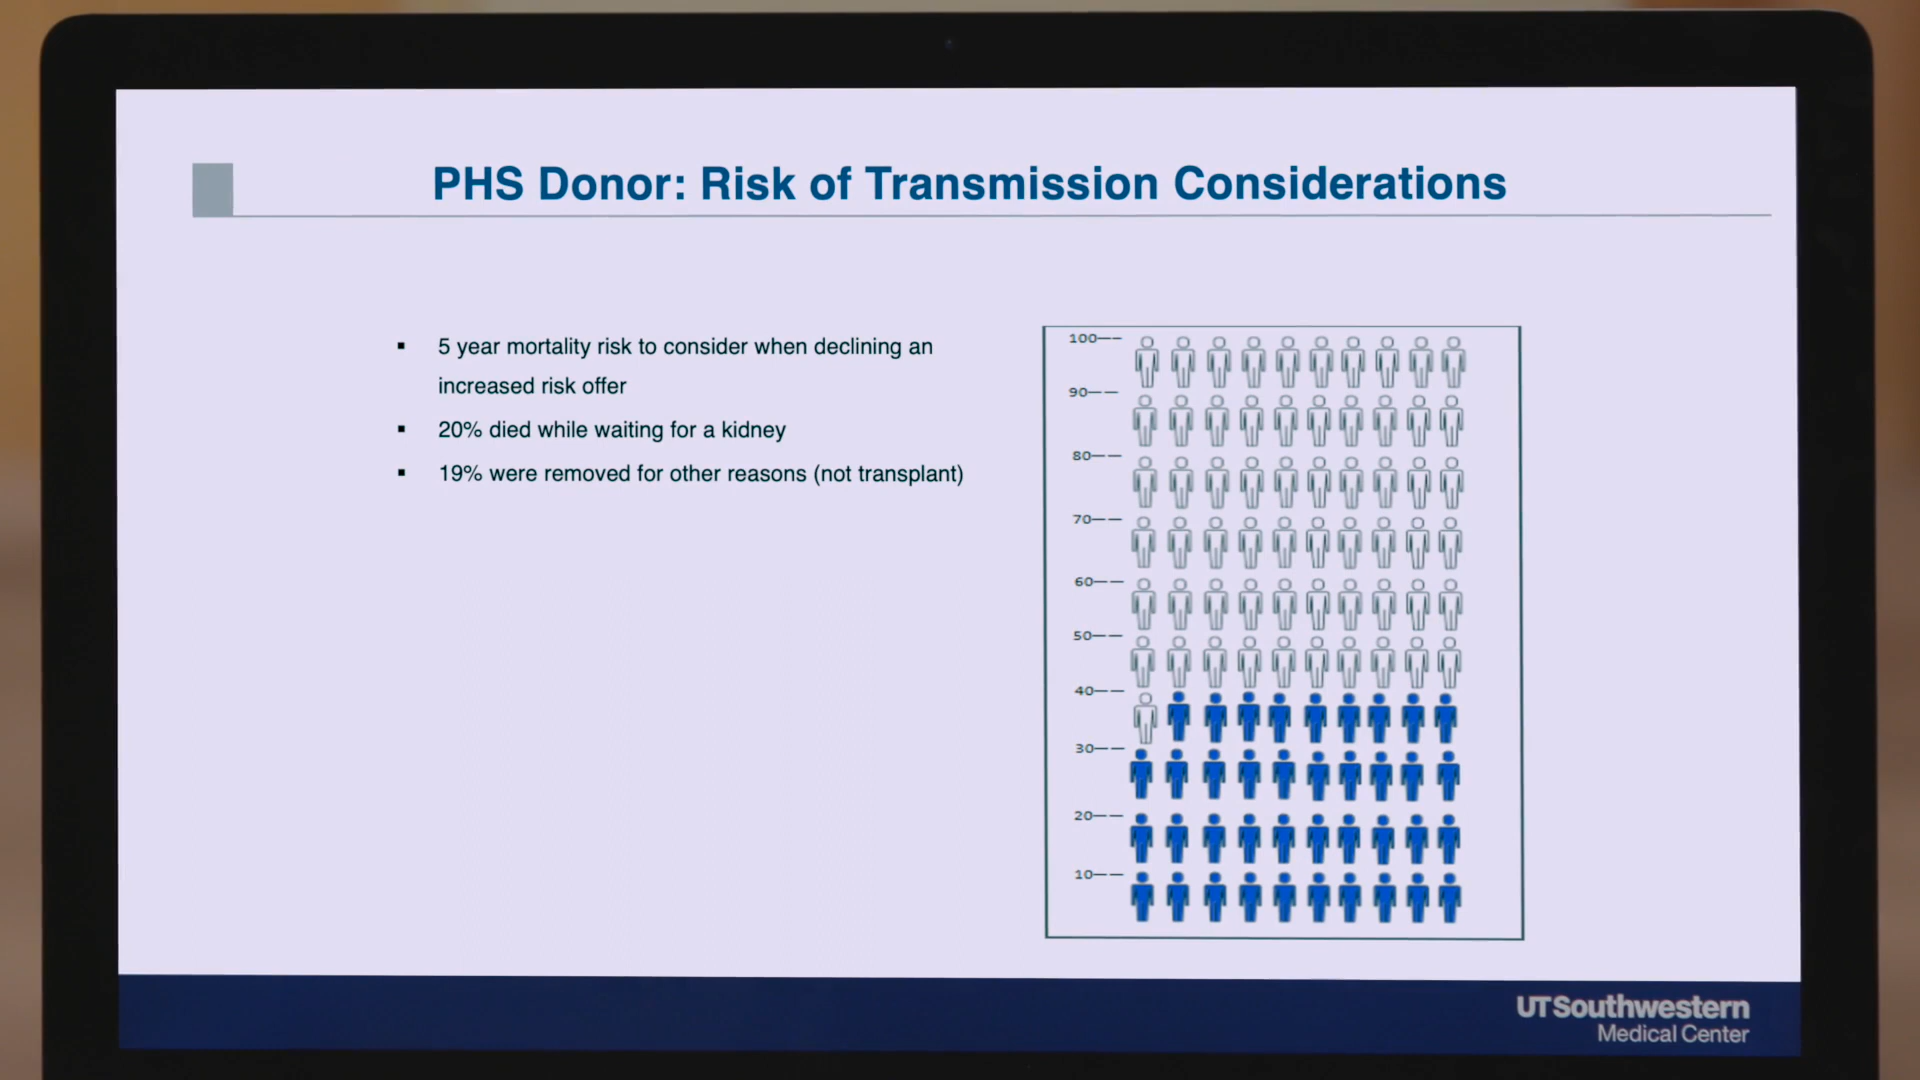 PHS Donor: Risk of Transmission Considerations
▪ 5 year mortality risk to consider when declining an
increased risk offer
▪ 20% died while waiting for a kidney
▪ 19% were removed for other reasons (not transplant)
100
90
80
70
60
50
40
30
20
10
UTSouthwestern
Medical Center